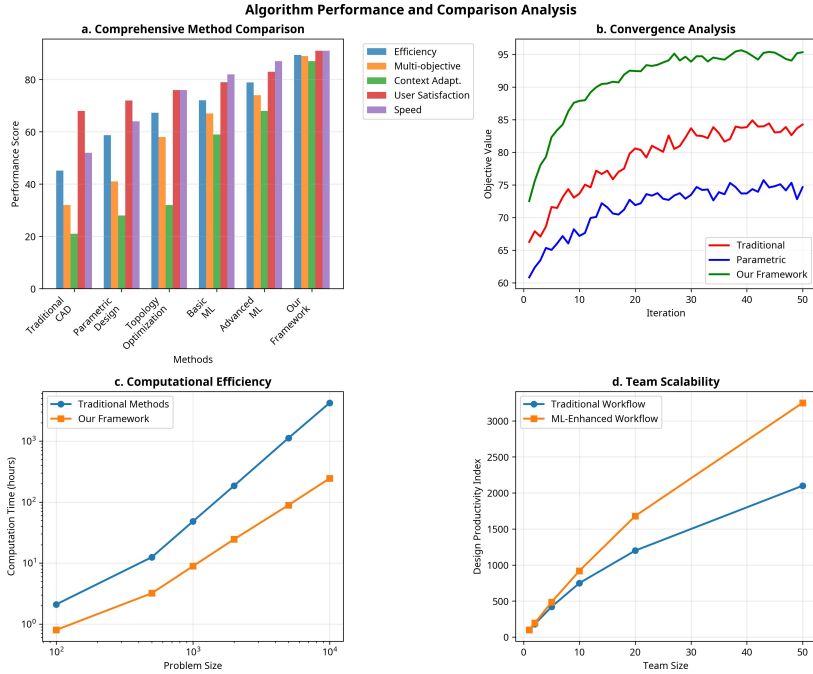 Algorithm Performance and Comparison Analysis
a. Comprehensive Method Comparison
Performance Score
80
60
40
20
0
Traditional
CAD
Parametric
Design
Topology
Optimization
Basic
ML
Advanced
ML
Our
Framework
Methods
Efficiency
Multi-objective
Context Adapt.
User Satisfaction
Speed
b. Convergence Analysis
Objective Value
95
90
85
80
75
70
65
60
0 10 20 30 40 50
Iteration
Traditional
Parametric
Our Framework
c. Computational Efficiency
Computation Time (hours)
10³
10²
10¹
10⁰
10² 10³ 10⁴
Problem Size
Traditional Methods
Our Framework
d. Team Scalability
Design Productivity Index
3000
2500
2000
1500
1000
500
0
0 10 20 30 40 50
Team Size
Traditional Workflow
ML-Enhanced Workflow